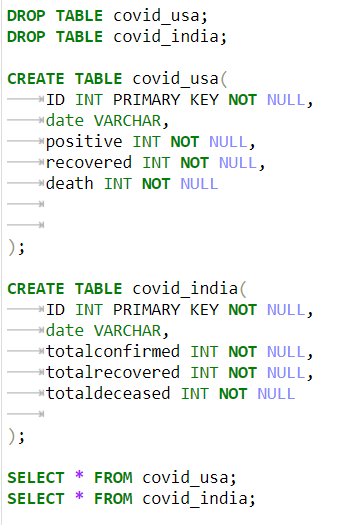 DROP TABLE covid_usa;
DROP TABLE covid_india;
CREATE TABLE covid_usa(
ID INT PRIMARY KEY NOT NULL,
date VARCHAR,
positive INT NOT NULL,
recovered INT NOT NULL,
death INT NOT NULL
);
CREATE TABLE covid_india(
ID INT PRIMARY KEY NOT NULL,
date VARCHAR,
totalconfirmed INT NOT NULL,
totalrecovered INT NOT NULL,
totaldeceased INT NOT NULL
);
SELECT * FROM covid_usa;
SELECT * FROM covid_india;